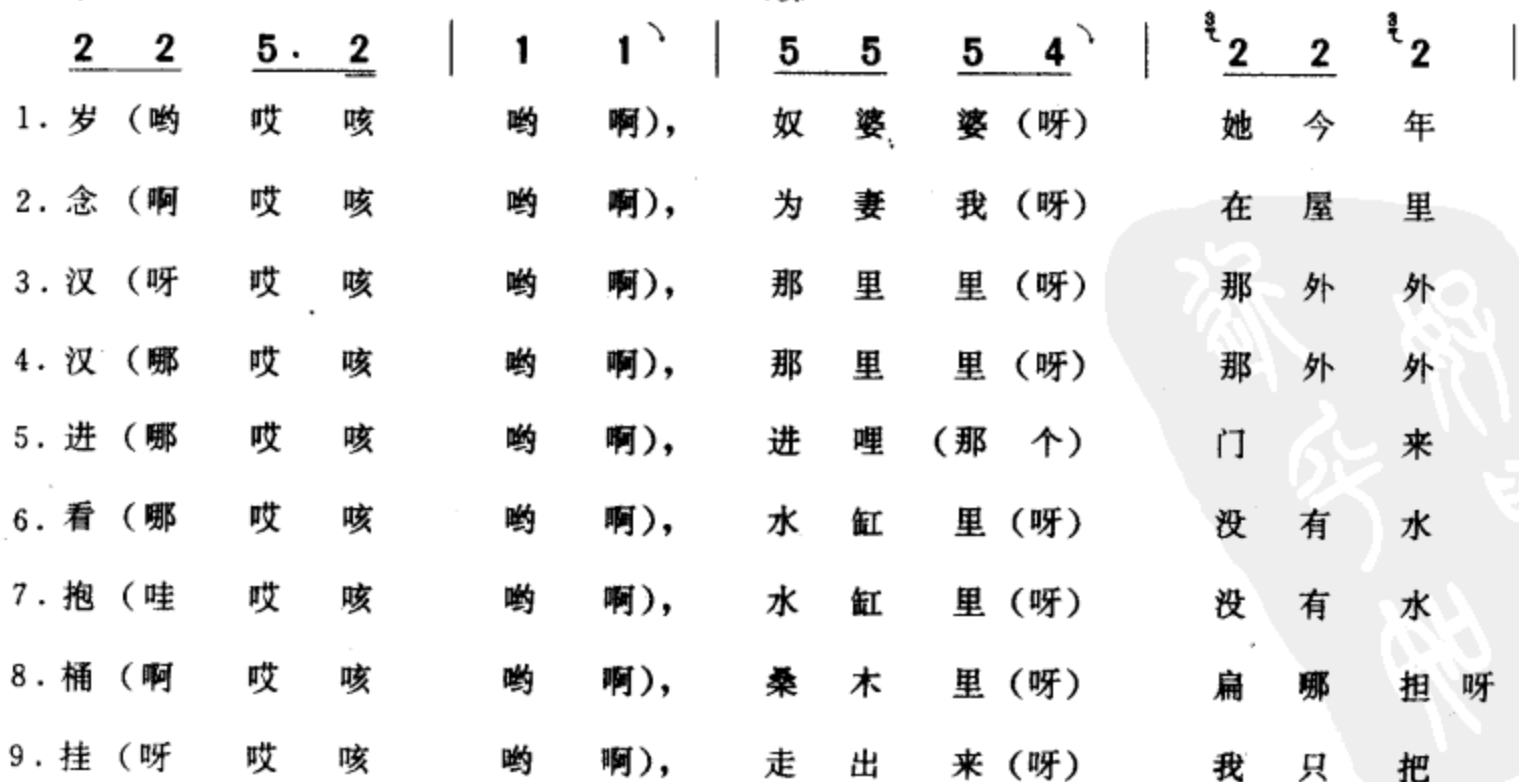 2 2 5. 2 | 1 1 | 5 5 5 4 | 3 2 2 3 2 |
1.岁(哟 哎 咳 哟 啊), 奴 婆 婆(呀) 她 今 年
2.念(啊 哎 咳 哟 啊), 为 妻 我(呀) 在 屋 里
3.汉(呀 哎 咳 哟 啊), 那 里 里(呀) 那 外 外
4.汉(哪 哎 咳 哟 啊), 那 里 里(呀) 那 外 外
5.进(哪 哎 咳 哟 啊), 进 哩 (那 个) 门 来
6.看(哪 哎 咳 哟 啊), 水 缸 里(呀) 没 有 水
7.抱(哇 哎 咳 哟 啊), 水 缸 里(呀) 没 有 水
8.桶(啊 哎 咳 哟 啊), 桑 木 里(呀) 扁 哪 担 呀
9.挂(呀 哎 咳 哟 啊), 走 出 来(呀) 我 只 把